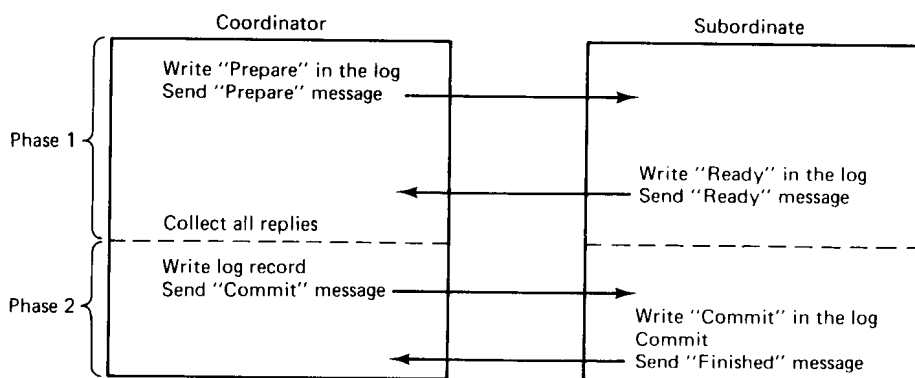 Coordinator
Subordinate
Phase 1
Write "Prepare" in the log
Send "Prepare" message
Write "Ready" in the log
Send "Ready" message
Collect all replies
Phase 2
Write log record
Send "Commit" message
Write "Commit" in the log
Commit
Send "Finished" message